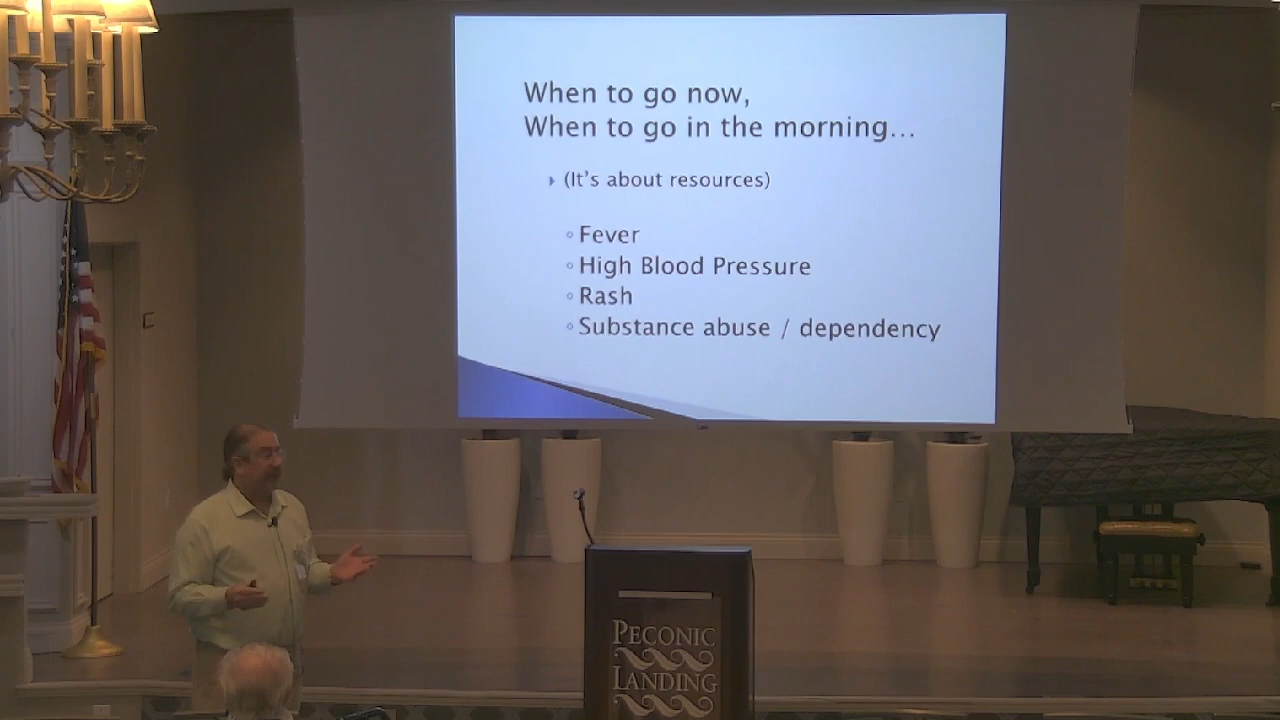 When to go now,
When to go in the morning...
(It's about resources)
Fever
High Blood Pressure
Rash
Substance abuse / dependency
PECONIC
LANDING